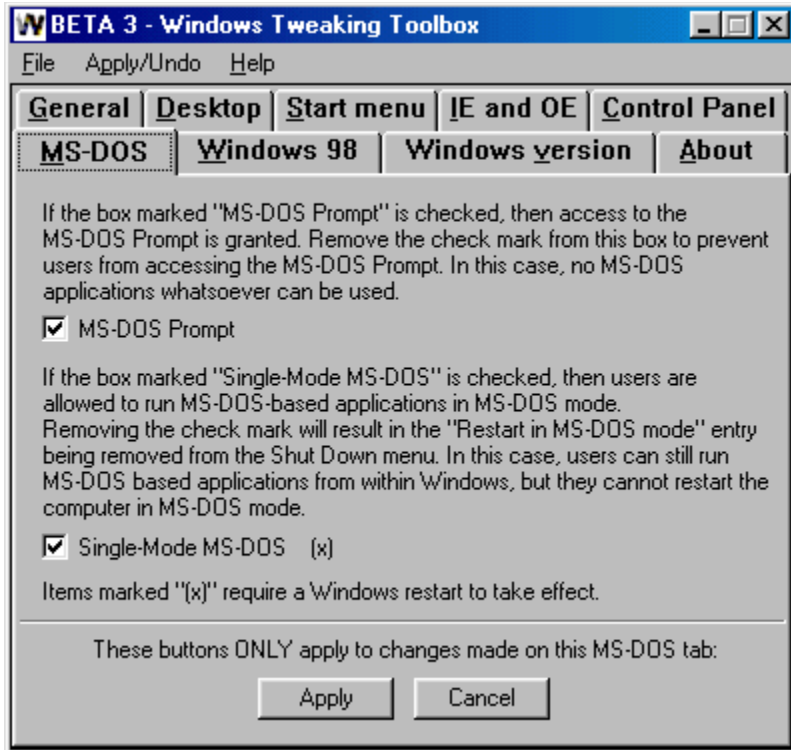 BETA 3 - Windows Tweaking Toolbox
File Apply/Undo Help
General Desktop Start menu IE and OE Control Panel
MS-DOS Windows 98 Windows version About
If the box marked "MS-DOS Prompt" is checked, then access to the
MS-DOS Prompt is granted. Remove the check mark from this box to prevent
users from accessing the MS-DOS Prompt. In this case, no MS-DOS
applications whatsoever can be used.
MS-DOS Prompt
If the box marked "Single-Mode MS-DOS" is checked, then users are
allowed to run MS-DOS-based applications in MS-DOS mode.
Removing the check mark will result in the "Restart in MS-DOS mode" entry
being removed from the Shut Down menu. In this case, users can still run
MS-DOS based applications from within Windows, but they cannot restart the
computer in MS-DOS mode.
Single-Mode MS-DOS (x)
Items marked "(x)" require a Windows restart to take effect.
These buttons ONLY apply to changes made on this MS-DOS tab:
Apply Cancel